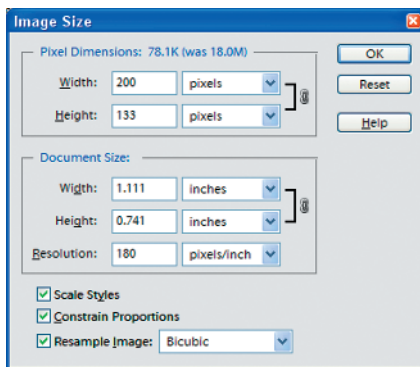 Image Size
Pixel Dimensions: 78.1K (was 18.0M)
Width: 200 pixels
Height: 133 pixels
Document Size:
Width: 1.111 inches
Height: 0.741 inches
Resolution: 180 pixels/inch
Scale Styles
Constrain Proportions
Resample Image: Bicubic
OK
Reset
Help